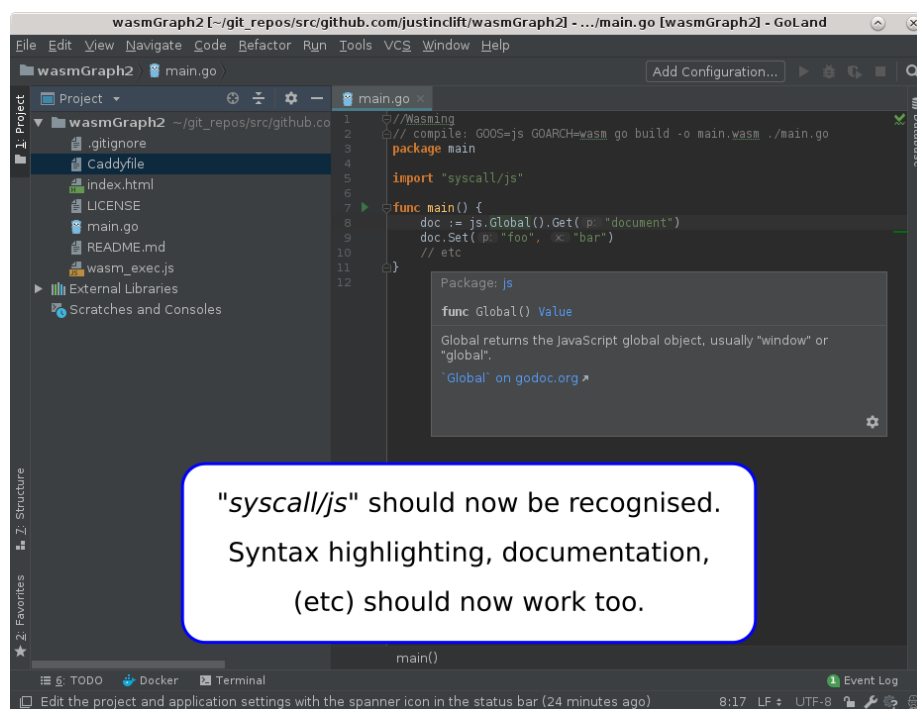 wasmGraph2 [~/git_repos/src/github.com/justinclift/wasmGraph2] - .../main.go [wasmGraph2] - GoLand
File Edit View Navigate Code Refactor Run Tools VCS Window Help
wasmGraph2 main.go Add Configuration...
1: Project
Project
main.go
wasmGraph2 ~/git_repos/src/github.co
.gitignore
Caddyfile
index.html
LICENSE
main.go
README.md
wasm_exec.js
External Libraries
Scratches and Consoles
1 //Wasming
2 // compile: GOOS=js GOARCH=wasm go build -o main.wasm ./main.go
3 package main
4
5 import "syscall/js"
6
7 func main() {
8 doc := js.Global().Get( p: "document")
9 doc.Set( p: "foo", x: "bar")
10 // etc
11 }
12
Database
Package: js
func Global() Value
Global returns the JavaScript global object, usually "window" or
"global".
`Global` on godoc.org
"syscall/js" should now be recognised.
Syntax highlighting, documentation,
(etc) should now work too.
7: Structure
2: Favorites
main()
6: TODO Docker Terminal 1 Event Log
Edit the project and application settings with the spanner icon in the status bar (24 minutes ago) 8:17 LF UTF-8